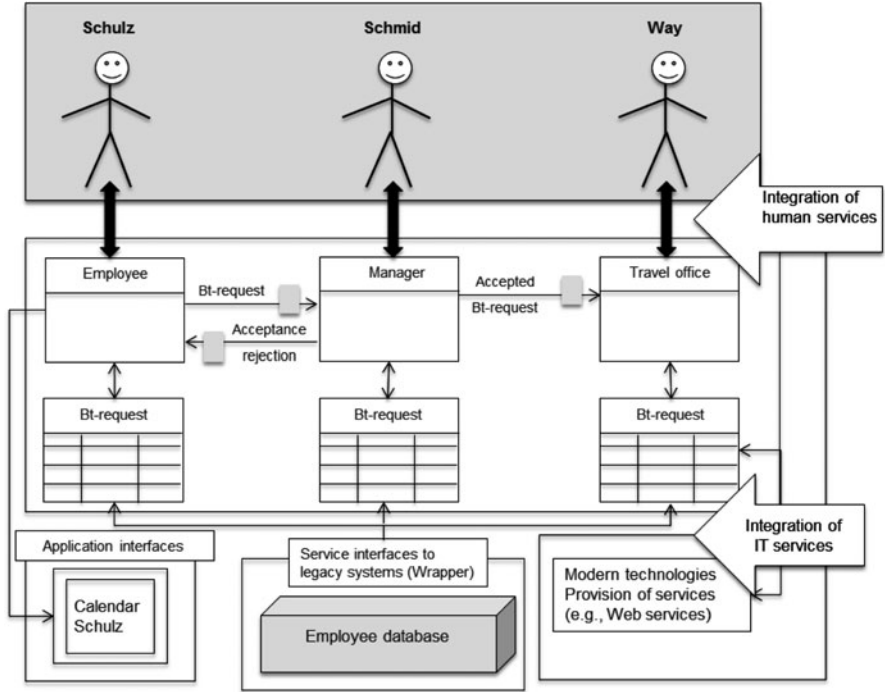 Schulz
Schmid
Way
Integration of
human services
Employee
Manager
Travel office
Bt-request
Accepted
Bt-request
Acceptance
rejection
Bt-request
Bt-request
Bt-request
Application interfaces
Service interfaces to
legacy systems (Wrapper)
Integration of
IT services
Calendar
Schulz
Employee database
Modern technologies
Provision of services
(e.g., Web services)